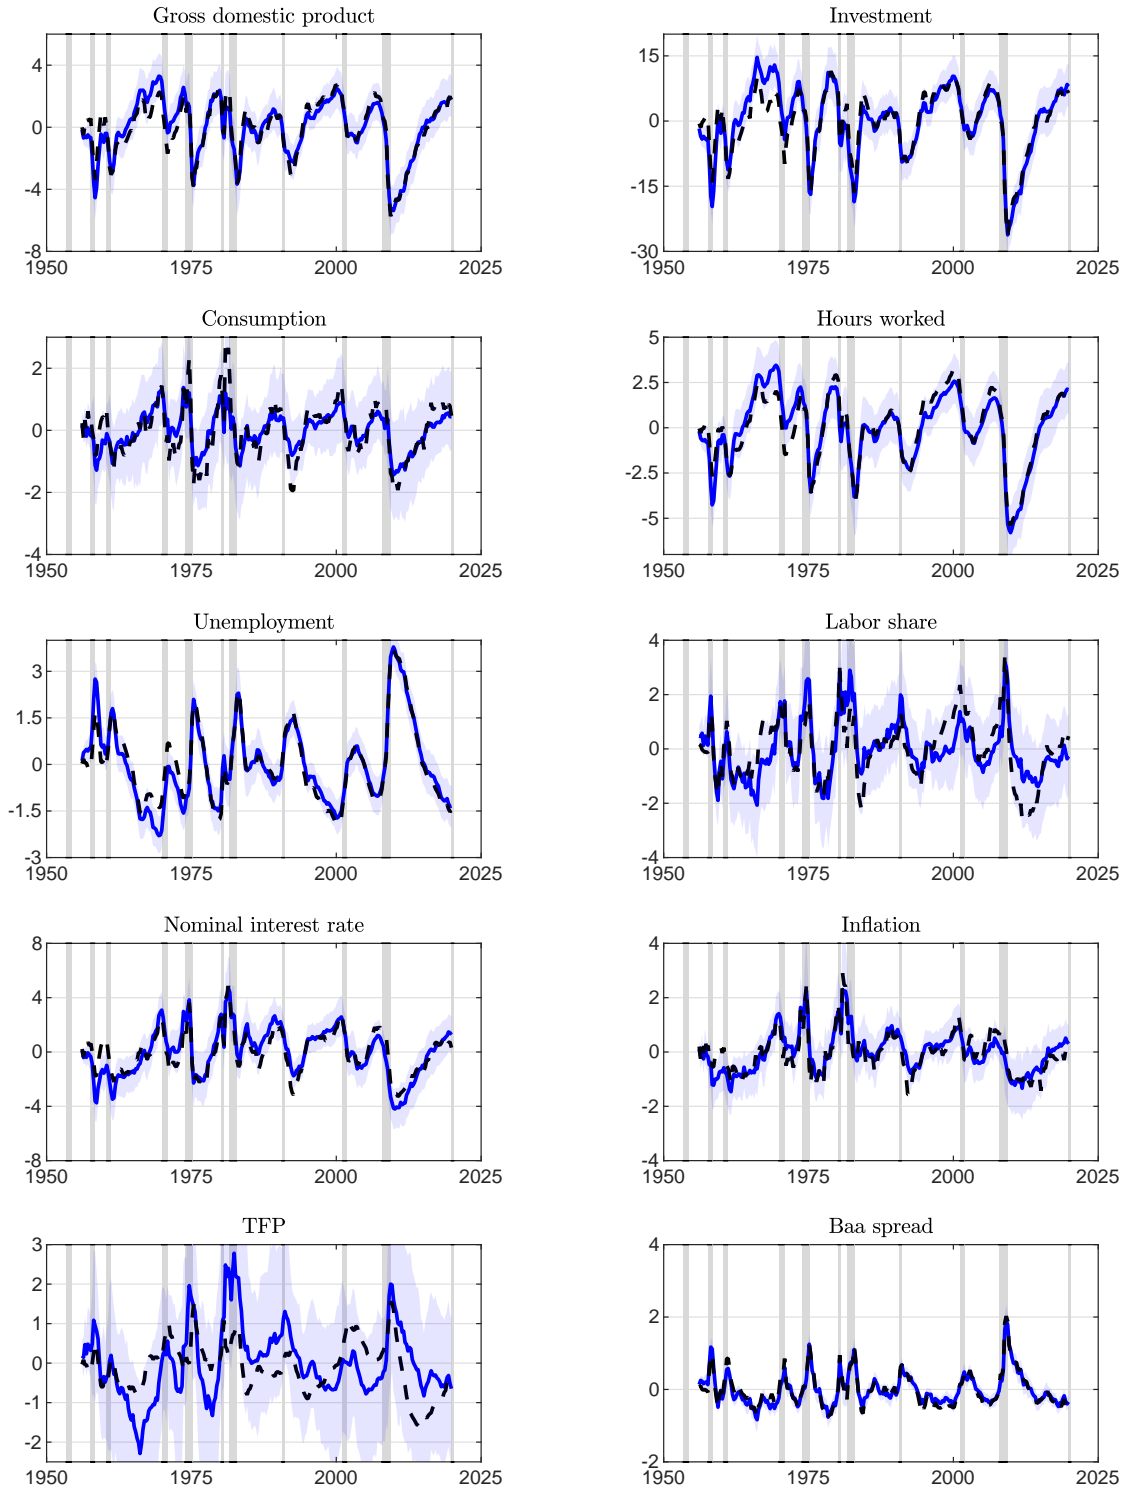 Gross domestic product
4
0
-4
-8
1950 1975 2000 2025
Investment
15
0
-15
-30
1950 1975 2000 2025
Consumption
2
0
-2
-4
1950 1975 2000 2025
Hours worked
5
2.5
0
-2.5
-5
1950 1975 2000 2025
Unemployment
3
1.5
0
-1.5
-3
1950 1975 2000 2025
Labor share
4
2
0
-2
-4
1950 1975 2000 2025
Nominal interest rate
8
4
0
-4
-8
1950 1975 2000 2025
Inflation
4
2
0
-2
-4
1950 1975 2000 2025
TFP
3
2
1
0
-1
-2
1950 1975 2000 2025
Baa spread
4
2
0
-2
1950 1975 2000 2025